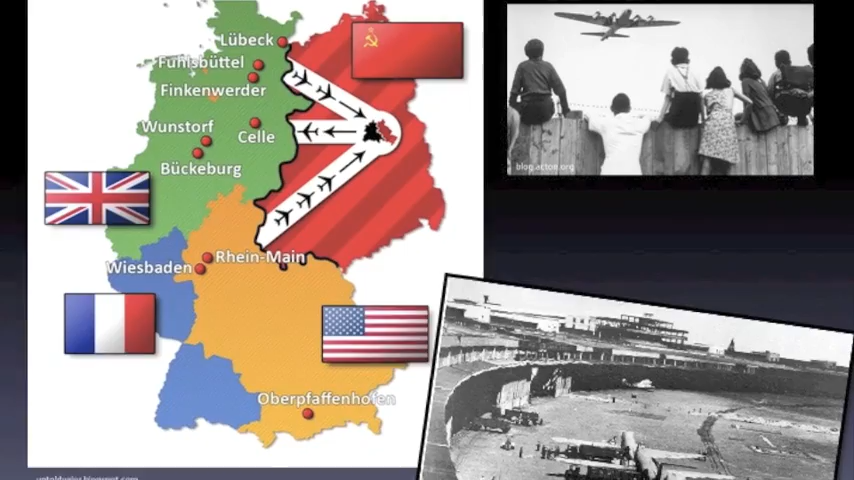 Lübeck
Fuhlsbüttel
Finkenwerder
Wunstorf
Celle
Bückeburg
Rhein-Main
Wiesbaden
Oberpfaffenhofen
blog.acton.org